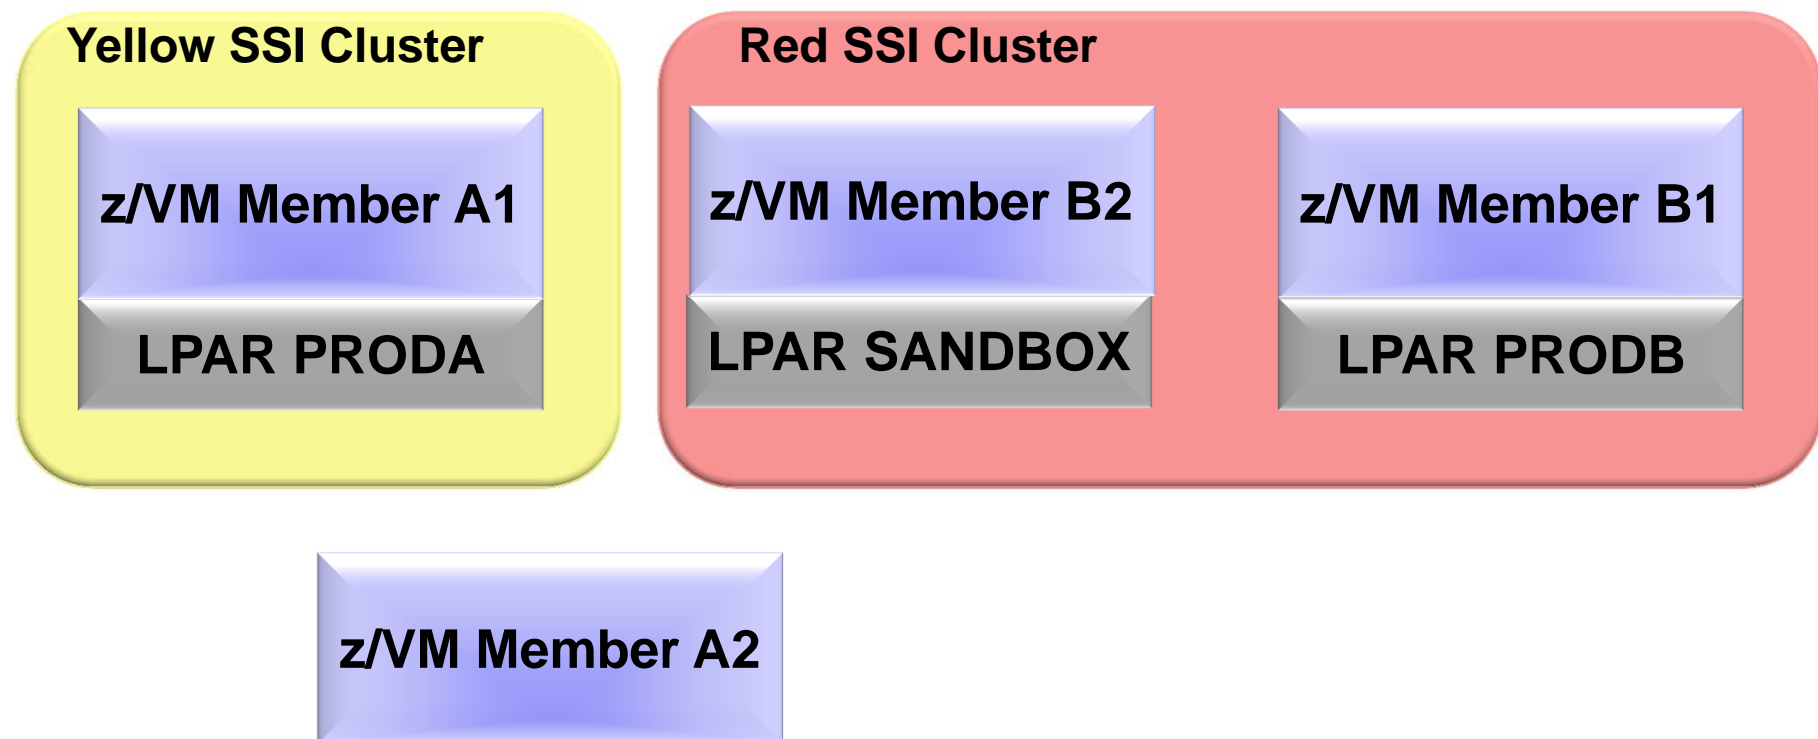 Yellow SSI Cluster
Red SSI Cluster
z/VM Member A1
z/VM Member B2
z/VM Member B1
LPAR PRODA
LPAR SANDBOX
LPAR PRODB
z/VM Member A2